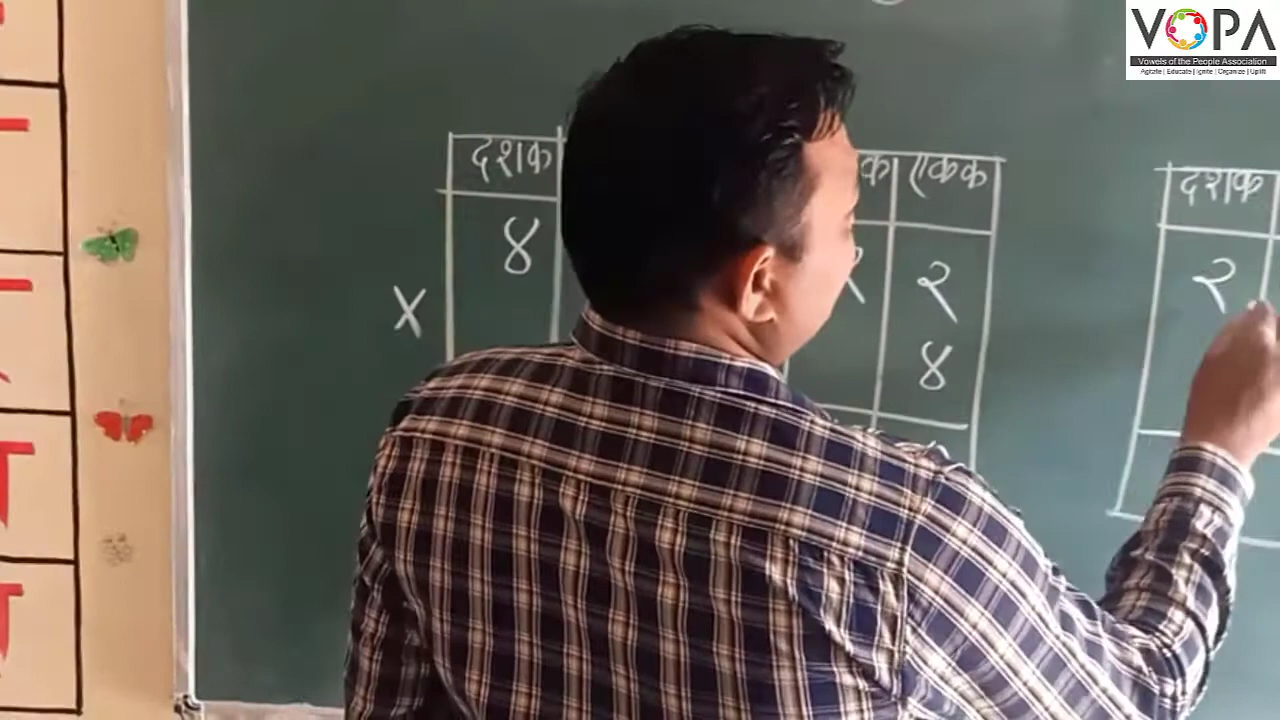 VOPA
Vowels of the People Association
Agitate | Educate | Ignite | Organize | Uplift
दशक
४
x
एकक
२
४
दशक
२